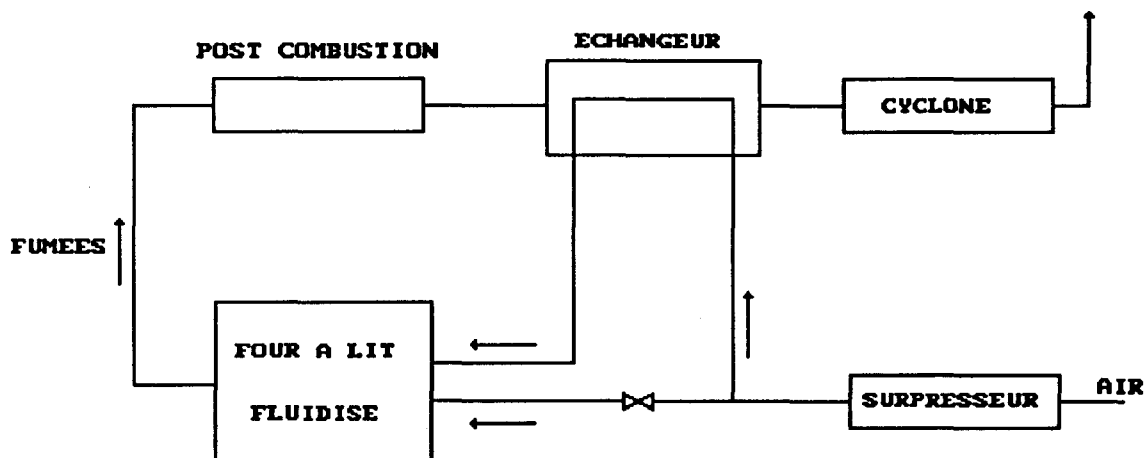 POST COMBUSTION
ECHANGEUR
CYCLONE
FUMEES
FOUR A LIT
FLUIDISE
SURPRESSEUR
AIR